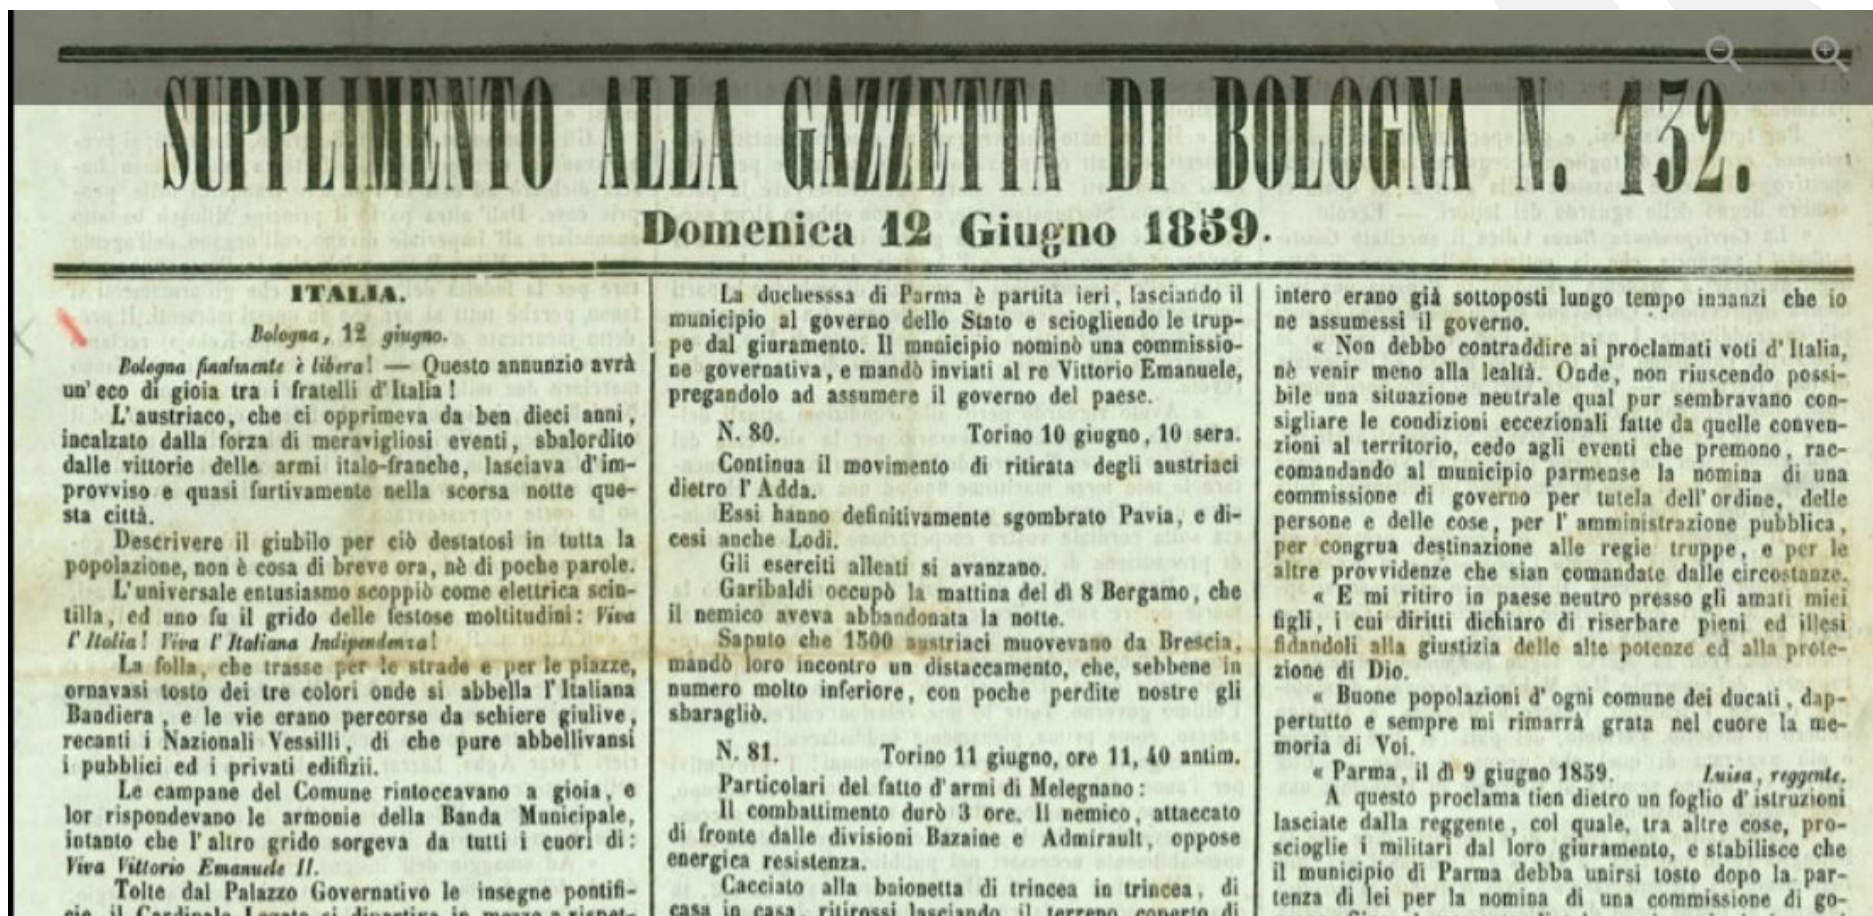 SUPPLIMENTO ALLA GAZZETTA DI BOLOGNA N. 132.
Domenica 12 Giugno 1859.
ITALIA.
Bologna, 12 giugno.
Bologna finalmente è libera! — Questo annunzio avrà
un' eco di gioia tra i fratelli d' Italia!
L' austriaco, che ci opprimeva da ben dieci anni,
incalzato dalla forza di meravigliosi eventi, sbalordito
dalle vittorie delle armi italo-franche, lasciava d' im-
provviso e quasi furtivamente nella scorsa notte que-
sta città.
Descrivere il giubilo per ciò destatosi in tutta la
popolazione, non è cosa di breve ora, nè di poche parole.
L' universale entusiasmo scoppiò come elettrica scin-
tilla, ed uno fu il grido delle festose moltitudini: Viva
l' Italia! Viva l' Italiana Indipendenza!
La folla, che trasse per le strade e per le piazze,
ornavasi tosto dei tre colori onde si abbella l' Italiana
Bandiera, e le vie erano percorse da schiere giulive,
recanti i Nazionali Vessilli, di che pure abbellivansi
i pubblici ed i privati edifizii.
Le campane del Comune rintoccavano a gioia, e
lor rispondevano le armonie della Banda Municipale,
intanto che l' altro grido sorgeva da tutti i cuori di:
Viva Vittorio Emanuele II.
Tolte dal Palazzo Governativo le insegne pontifi-
cie, il Cardinale Legato si dipartiva in mezzo a rispet-
La duchesssa di Parma è partita ieri, lasciando il
municipio al governo dello Stato e sciogliendo le trup-
pe dal giuramento. Il municipio nominò una commissio-
ne governativa, e mandò inviati al re Vittorio Emanuele,
pregandolo ad assumere il governo del paese.
N. 80. Torino 10 giugno, 10 sera.
Continua il movimento di ritirata degli austriaci
dietro l' Adda.
Essi hanno definitivamente sgombrato Pavia, e di-
cesi anche Lodi.
Gli eserciti alleati si avanzano.
Garibaldi occupò la mattina del dì 8 Bergamo, che
il nemico aveva abbandonata la notte.
Saputo che 1500 austriaci muovevano da Brescia,
mandò loro incontro un distaccamento, che, sebbene in
numero molto inferiore, con poche perdite nostre gli
sbaragliò.
N. 81. Torino 11 giugno, ore 11, 40 antim.
Particolari del fatto d' armi di Melegnano:
Il combattimento durò 3 ore. Il nemico, attaccato
di fronte dalle divisioni Bazaine e Admirault, oppose
energica resistenza.
Cacciato alla baionetta di trincea in trincea, di
casa in casa, ritirossi lasciando il terreno coperto di
intero erano già sottoposti lungo tempo innanzi che io
ne assumessi il governo.
« Non debbo contraddire ai proclamati voti d' Italia,
nè venir meno alla lealtà. Onde, non riuscendo possi-
bile una situazione neutrale qual pur sembravano con-
sigliare le condizioni eccezionali fatte da quelle conven-
zioni al territorio, cedo agli eventi che premono, rac-
comandando al municipio parmense la nomina di una
commissione di governo per tutela dell' ordine, delle
persone e delle cose, per l' amministrazione pubblica,
per congrua destinazione alle regie truppe, e per le
altre provvidenze che sian comandate dalle circostanze.
« E mi ritiro in paese neutro presso gli amati miei
figli, i cui diritti dichiaro di riserbare pieni ed illesi
fidandoli alla giustizia delle alte potenze ed alla prote-
zione di Dio.
« Buone popolazioni d' ogni comune dei ducati, dap-
pertutto e sempre mi rimarrà grata nel cuore la me-
moria di Voi.
« Parma, il dì 9 giugno 1859. Luisa, reggente.
A questo proclama tien dietro un foglio d' istruzioni
lasciate dalla reggente, col quale, tra altre cose, pro-
scioglie i militari dal loro giuramento, e stabilisce che
il municipio di Parma debba unirsi tosto dopo la par-
tenza di lei per la nomina di una commissione di go-